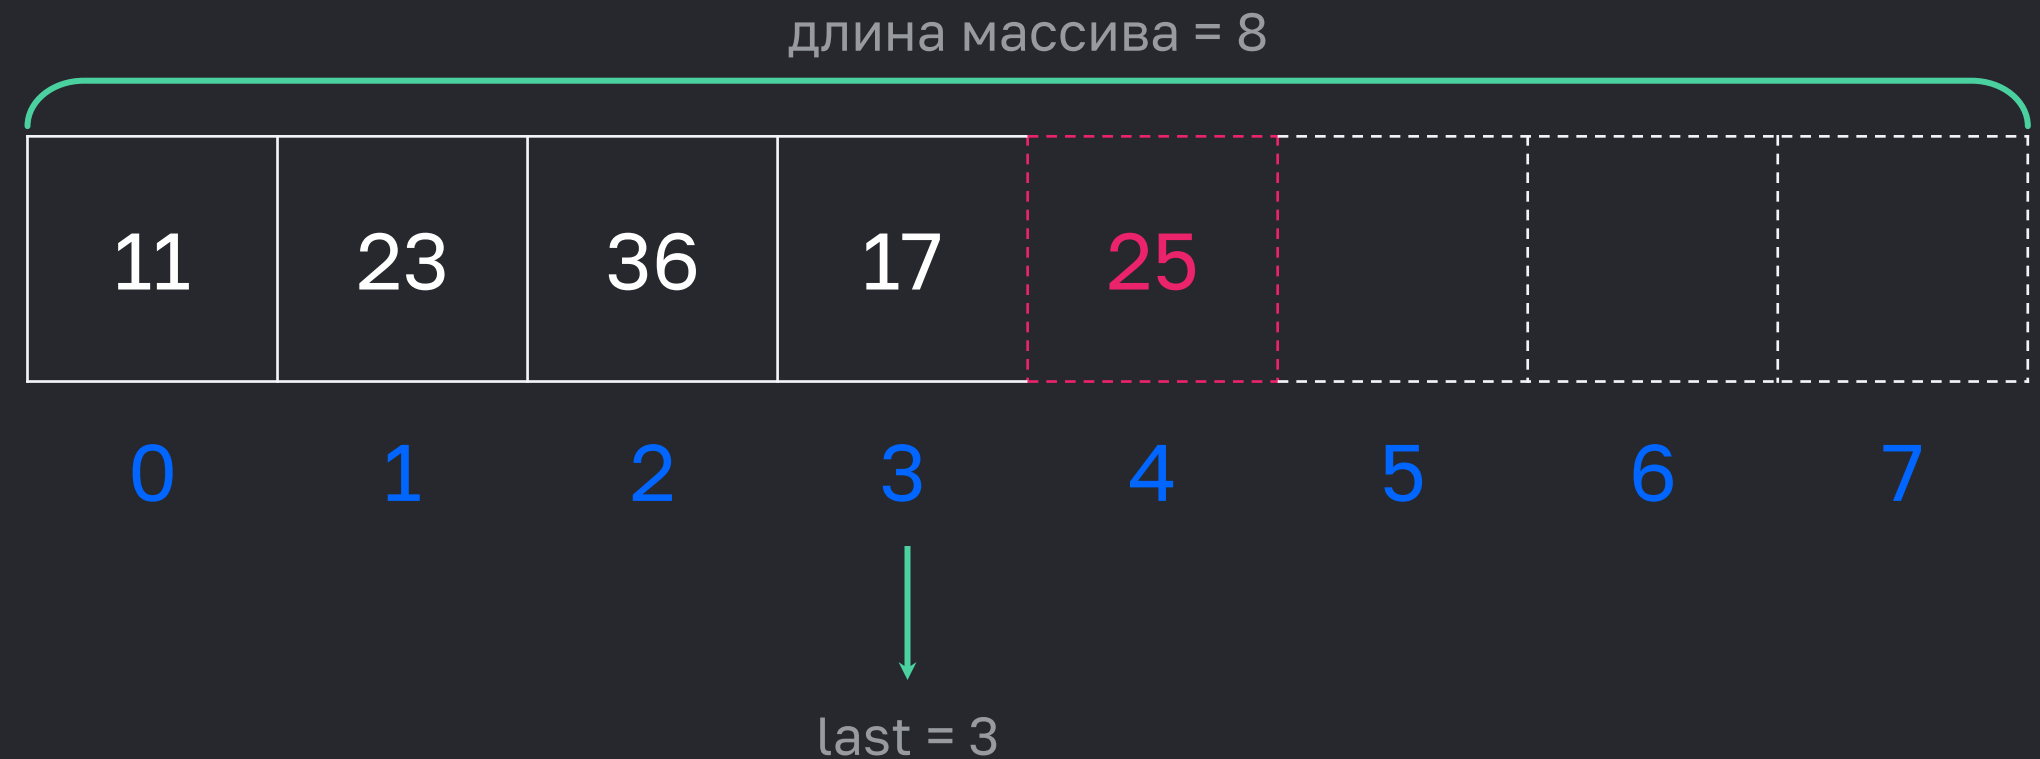 длина массива = 8
11 23 36 17 25
0 1 2 3 4 5 6 7
last = 3